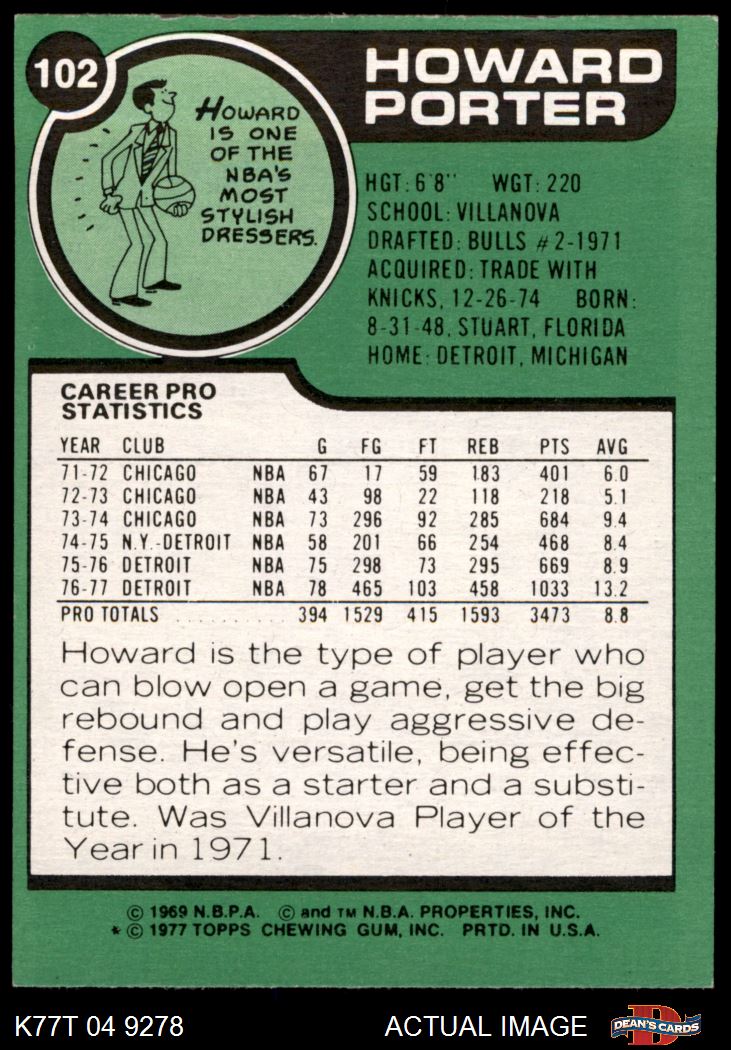 102
HOWARD
PORTER
HOWARD
IS ONE
OF THE
NBA'S
MOST
STYLISH
DRESSERS.
HGT: 6'8" WGT: 220
SCHOOL: VILLANOVA
DRAFTED: BULLS #2-1971
ACQUIRED: TRADE WITH
KNICKS, 12-26-74 BORN:
8-31-48, STUART, FLORIDA
HOME: DETROIT, MICHIGAN
CAREER PRO
STATISTICS
YEAR CLUB G FG FT REB PTS AVG
71-72 CHICAGO NBA 67 17 59 183 401 6.0
72-73 CHICAGO NBA 43 98 22 118 218 5.1
73-74 CHICAGO NBA 73 296 92 285 684 9.4
74-75 N.Y.-DETROIT NBA 58 201 66 254 468 8.4
75-76 DETROIT NBA 75 298 73 295 669 8.9
76-77 DETROIT NBA 78 465 103 458 1033 13.2
PRO TOTALS .......... 394 1529 415 1593 3473 8.8
Howard is the type of player who
can blow open a game, get the big
rebound and play aggressive de-
fense. He's versatile, being effec-
tive both as a starter and a substi-
tute. Was Villanova Player of the
Year in 1971.
© 1969 N.B.P.A. © and TM N.B.A. PROPERTIES, INC.
* © 1977 TOPPS CHEWING GUM, INC. PRTD. IN U.S.A.
K77T 04 9278 ACTUAL IMAGE
DEAN'S CARDS